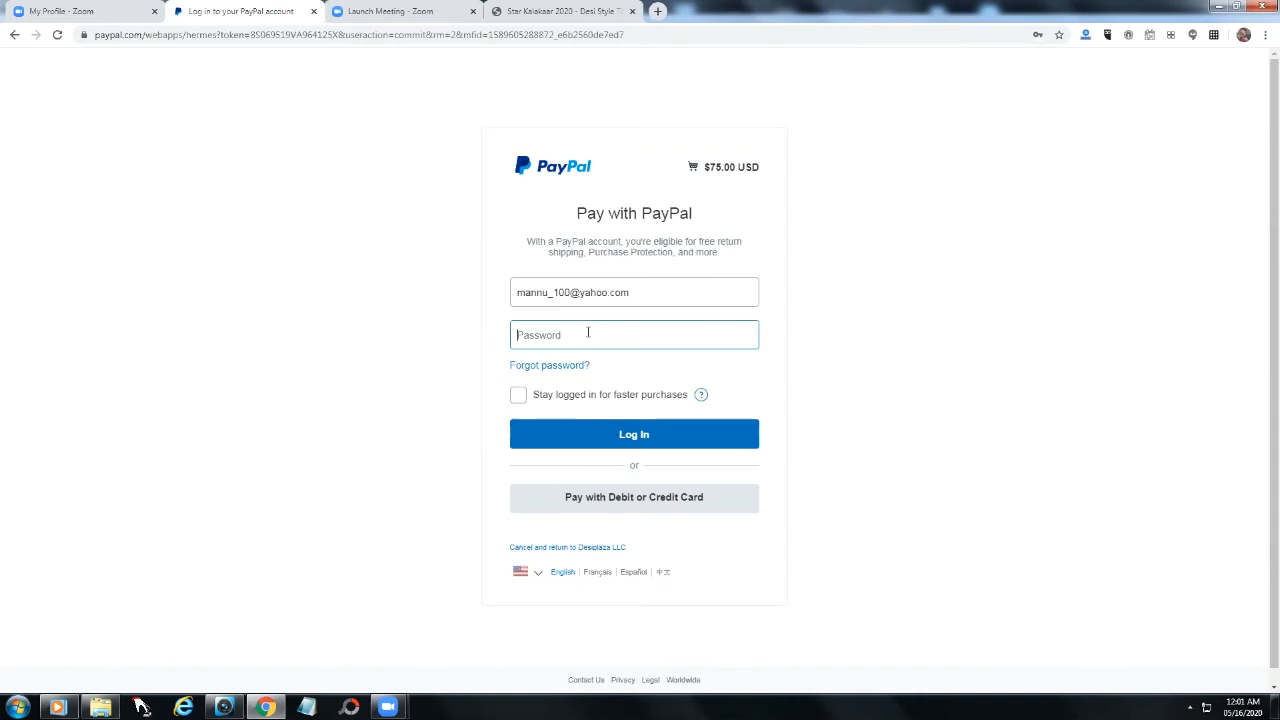 My Profile - Zoom
Log in to your PayPal account
Launch Meeting - Zoom
Star Kalakaar 2020 - Desi Style T
paypal.com/webapps/hermes?token=8S069519VA964125X&useraction=commit&rm=2&mfid=1589605288872_e6b2560de7ed7
PayPal
$75.00 USD
Pay with PayPal
With a PayPal account, you're eligible for free return
shipping, Purchase Protection, and more.
mannu_100@yahoo.com
Password
Forgot password?
Stay logged in for faster purchases
?
Log In
or
Pay with Debit or Credit Card
Cancel and return to Desiplaza LLC
English | Français | Español | 中文
Contact Us Privacy Legal Worldwide
12:01 AM
05/16/2020